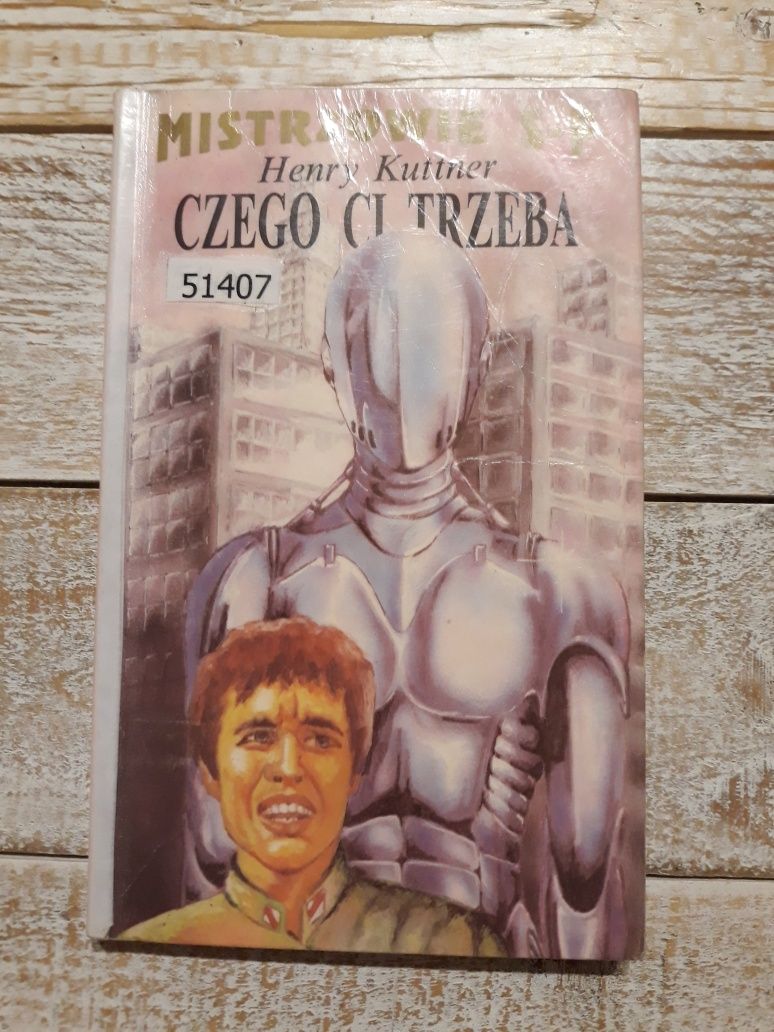 MISTRZOWIE S-F
Henry Kuttner
CZEGO CI TRZEBA
51407